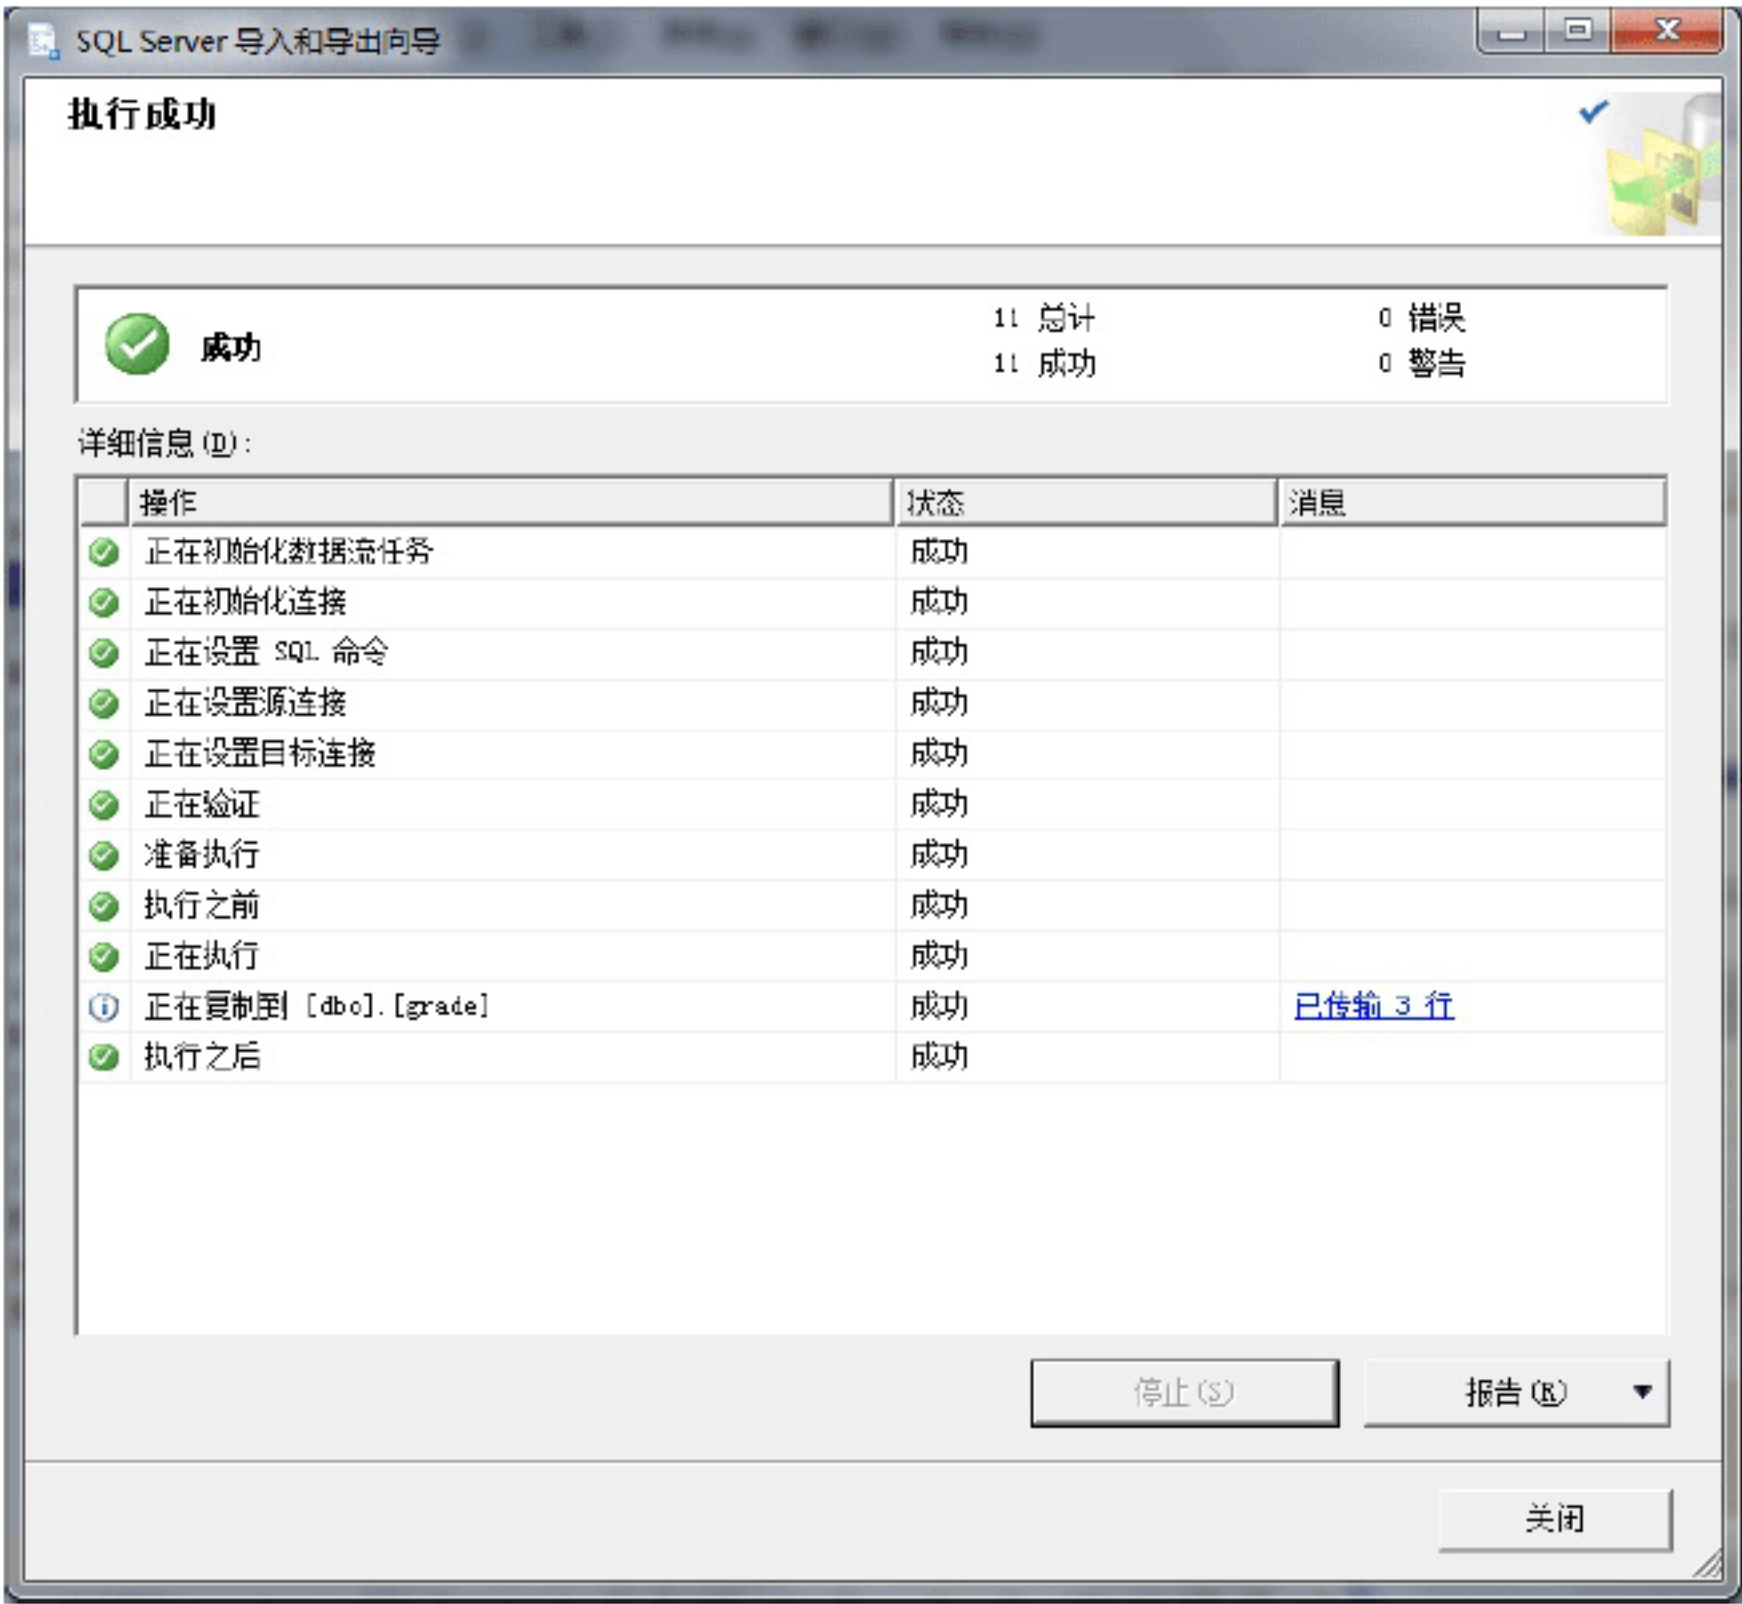 SQL Server 导入和导出向导
执行成功
成功
11 总计
0 错误
11 成功
0 警告
详细信息(D):
操作 状态 消息
正在初始化数据流任务 成功
正在初始化连接 成功
正在设置 SQL 命令 成功
正在设置源连接 成功
正在设置目标连接 成功
正在验证 成功
准备执行 成功
执行之前 成功
正在执行 成功
正在复制到 [dbo].[grade] 成功 已传输 3 行
执行之后 成功
停止(S) 报告(R)
关闭